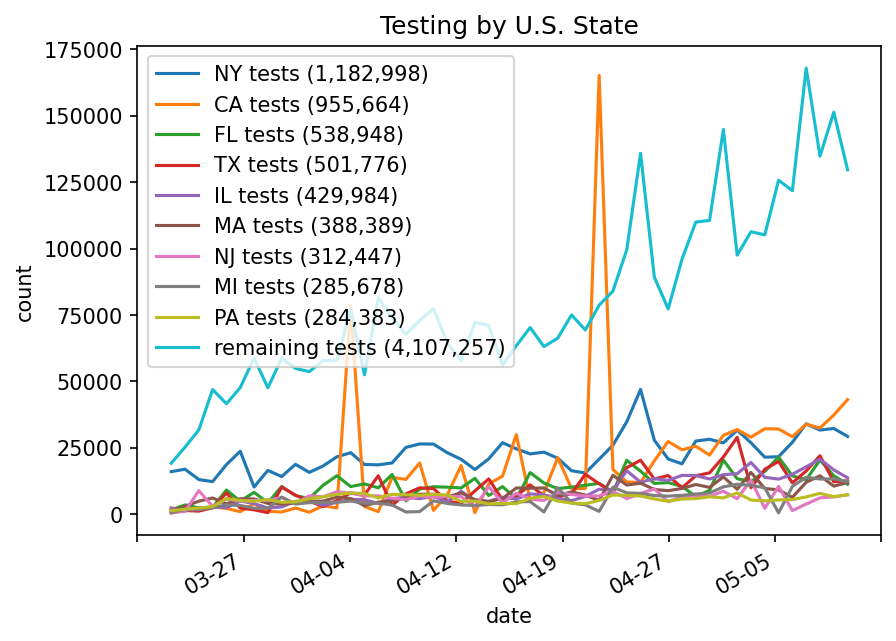 Testing by U.S. State
175000
150000
125000
100000
75000
50000
25000
0
count
NY tests (1,182,998)
CA tests (955,664)
FL tests (538,948)
TX tests (501,776)
IL tests (429,984)
MA tests (388,389)
NJ tests (312,447)
MI tests (285,678)
PA tests (284,383)
remaining tests (4,107,257)
03-27
04-04
04-12
04-19
04-27
05-05
date